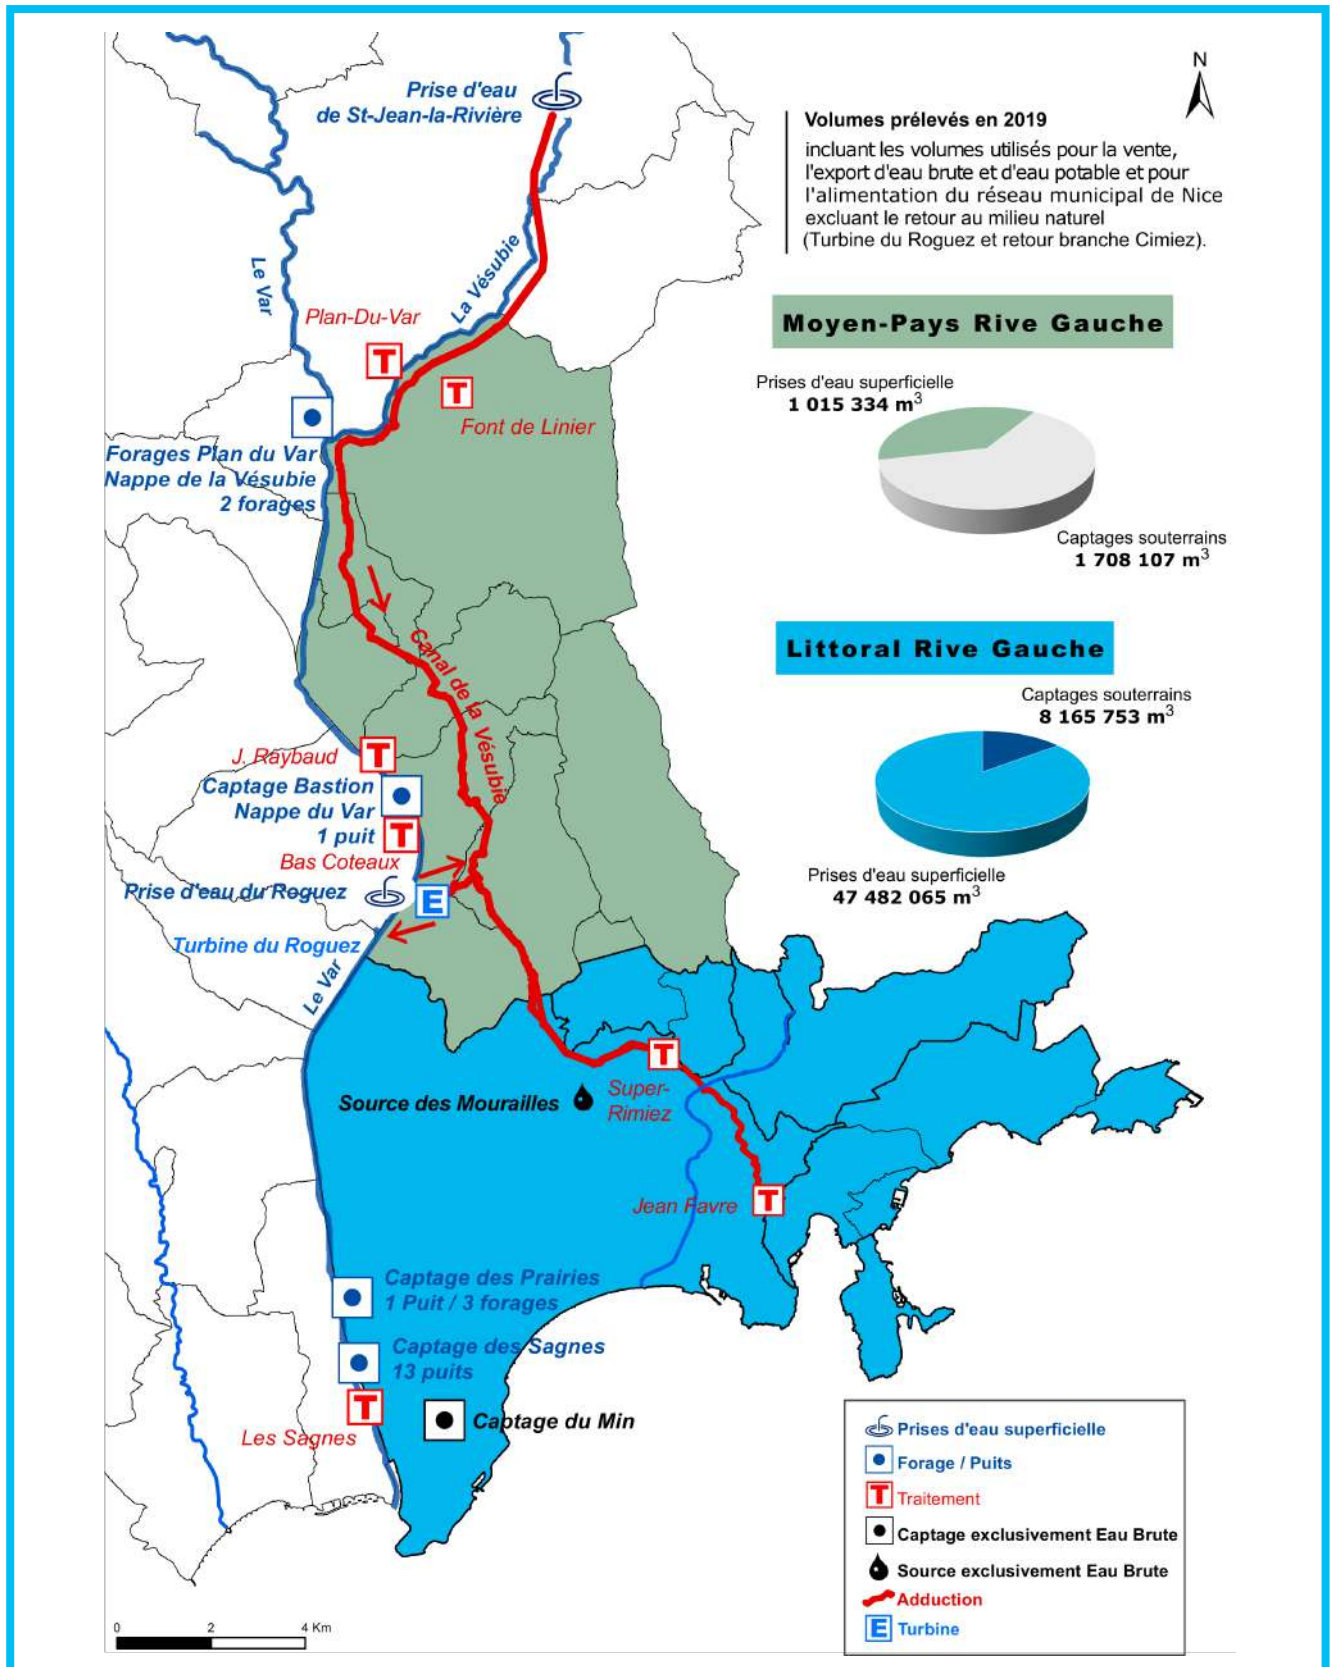 Prise d'eau
de St-Jean-la-Rivière
N
Volumes prélevés en 2019
incluant les volumes utilisés pour la vente,
l'export d'eau brute et d'eau potable et pour
l'alimentation du réseau municipal de Nice
excluant le retour au milieu naturel
(Turbine du Roguez et retour branche Cimiez).
Le Var
La Vésubie
Plan-Du-Var
T
T
Font de Linier
Moyen-Pays Rive Gauche
Prises d'eau superficielle
1 015 334 m³
Captages souterrains
1 708 107 m³
Forages Plan du Var
Nappe de la Vésubie
2 forages
Canal de la Vésubie
Littoral Rive Gauche
Captages souterrains
8 165 753 m³
Prises d'eau superficielle
47 482 065 m³
J. Raybaud
T
Captage Bastion
Nappe du Var
1 puit
T
Bas Coteaux
Prise d'eau du Roguez
E
Turbine du Roguez
Le Var
Source des Mourailles
T
Super-
Rimiez
Jean Favre
T
Captage des Prairies
1 Puit / 3 forages
Captage des Sagnes
13 puits
T
Les Sagnes
Captage du Min
Prises d'eau superficielle
Forage / Puits
T Traitement
Captage exclusivement Eau Brute
Source exclusivement Eau Brute
Adduction
E Turbine
0 2 4 Km